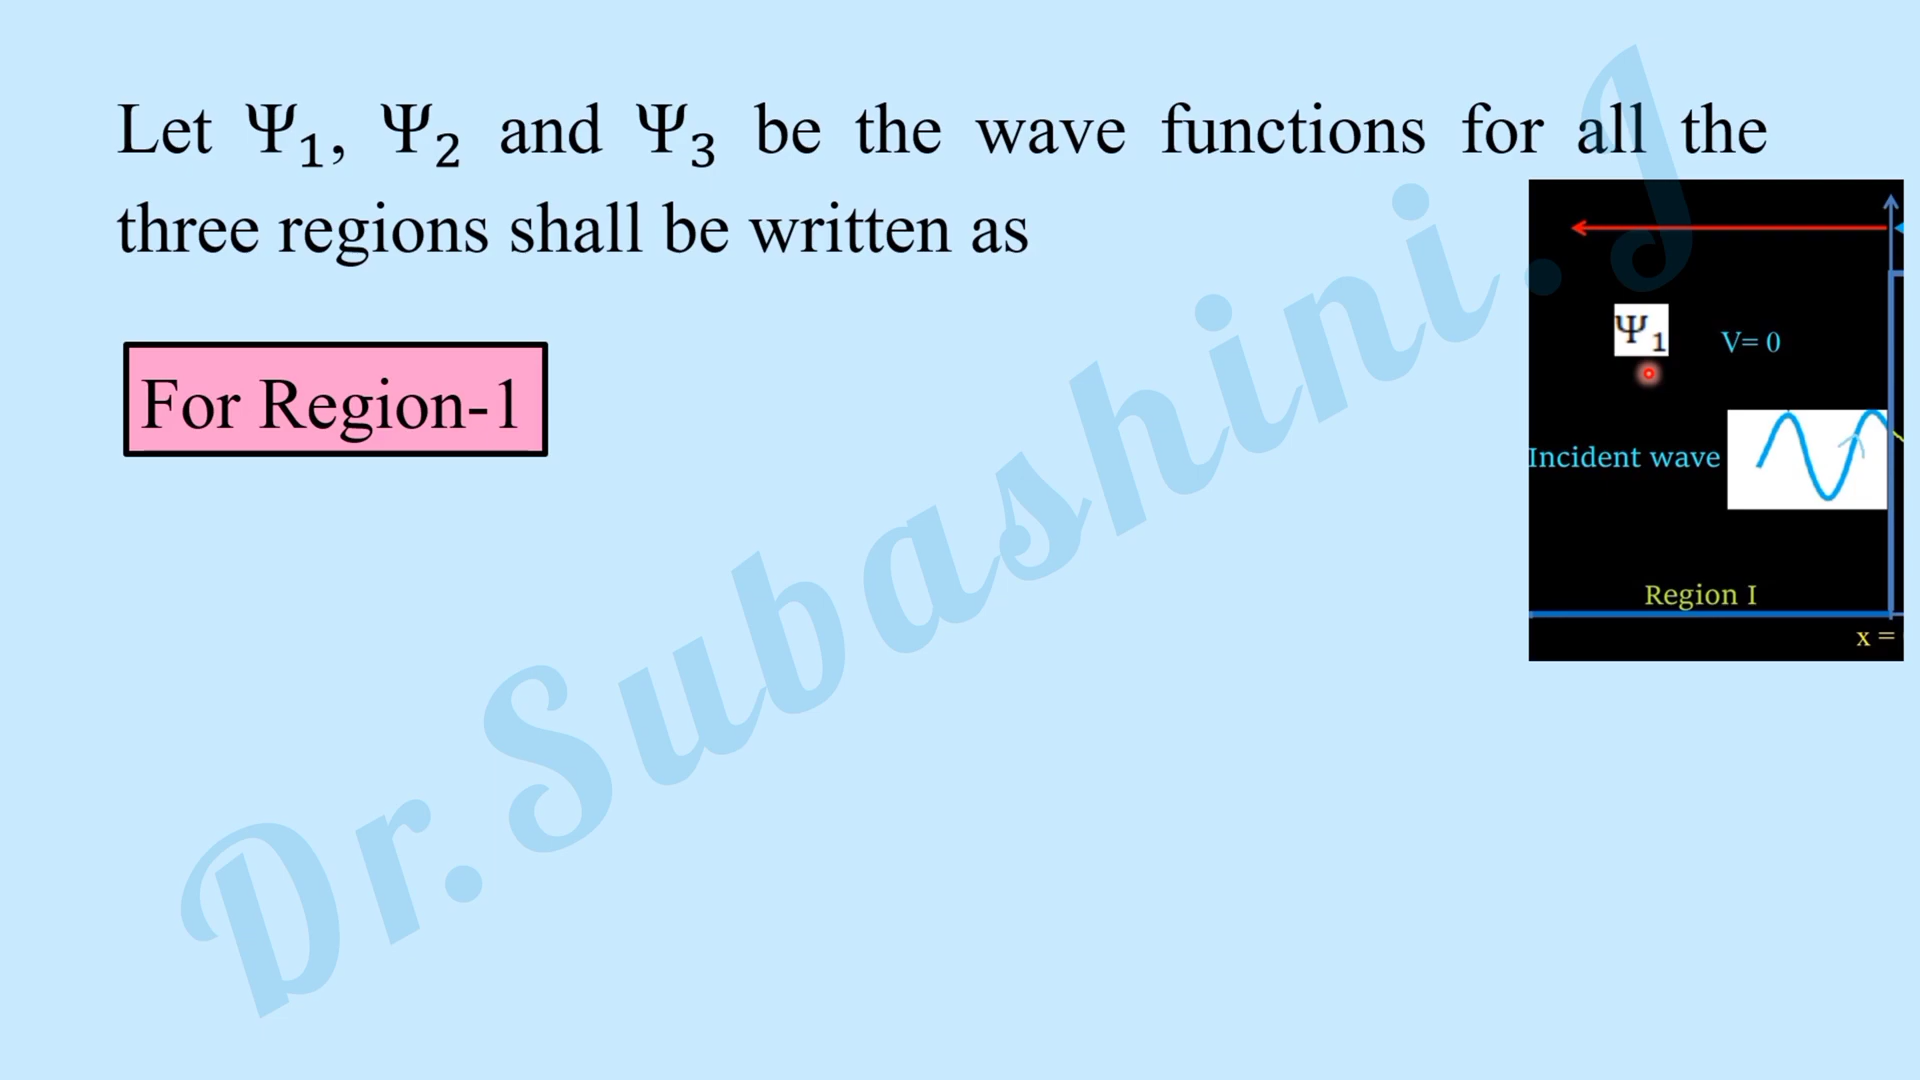 Let Ψ₁, Ψ₂ and Ψ₃ be the wave functions for all the
three regions shall be written as
For Region-1
Ψ₁
V= 0
Incident wave
Region I
x =
Dr.Subashini.J